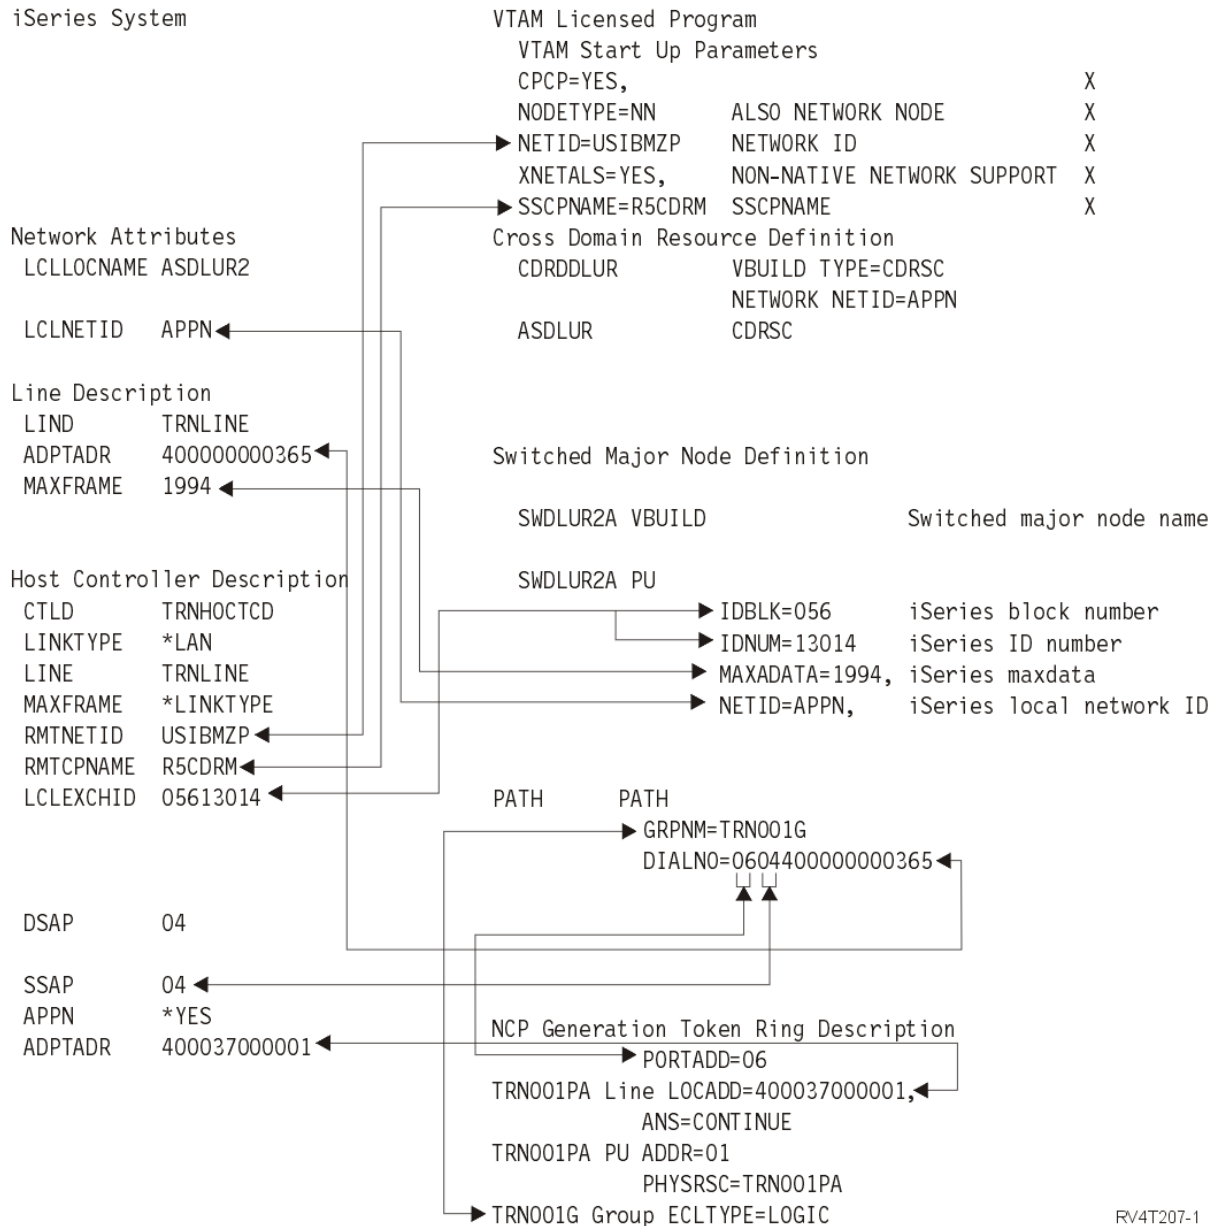 iSeries System VTAM Licensed Program
VTAM Start Up Parameters
CPCP=YES, X
NODETYPE=NN ALSO NETWORK NODE X
NETID=USIBMZP NETWORK ID X
XNETALS=YES, NON-NATIVE NETWORK SUPPORT X
SSCPNAME=R5CDRM SSCPNAME X
Network Attributes Cross Domain Resource Definition
LCLLOCNAME ASDLUR2 CDRDDLUR VBUILD TYPE=CDRSC
NETWORK NETID=APPN
LCLNETID APPN ASDLUR CDRSC
Line Description
LIND TRNLINE
ADPTADR 400000000365 Switched Major Node Definition
MAXFRAME 1994
SWDLUR2A VBUILD Switched major node name
Host Controller Description SWDLUR2A PU
CTLD TRNHOCTCD IDBLK=056 iSeries block number
LINKTYPE *LAN IDNUM=13014 iSeries ID number
LINE TRNLINE MAXADATA=1994, iSeries maxdata
MAXFRAME *LINKTYPE NETID=APPN, iSeries local network ID
RMTNETID USIBMZP
RMTCPNAME R5CDRM
LCLEXCHID 05613014 PATH PATH
GRPNM=TRN001G
DIALNO=0604400000000365
DSAP 04
SSAP 04
APPN *YES NCP Generation Token Ring Description
ADPTADR 400037000001 PORTADD=06
TRN001PA Line LOCADD=400037000001,
ANS=CONTINUE
TRN001PA PU ADDR=01
PHYSRSC=TRN001PA
TRN001G Group ECLTYPE=LOGIC RV4T207-1